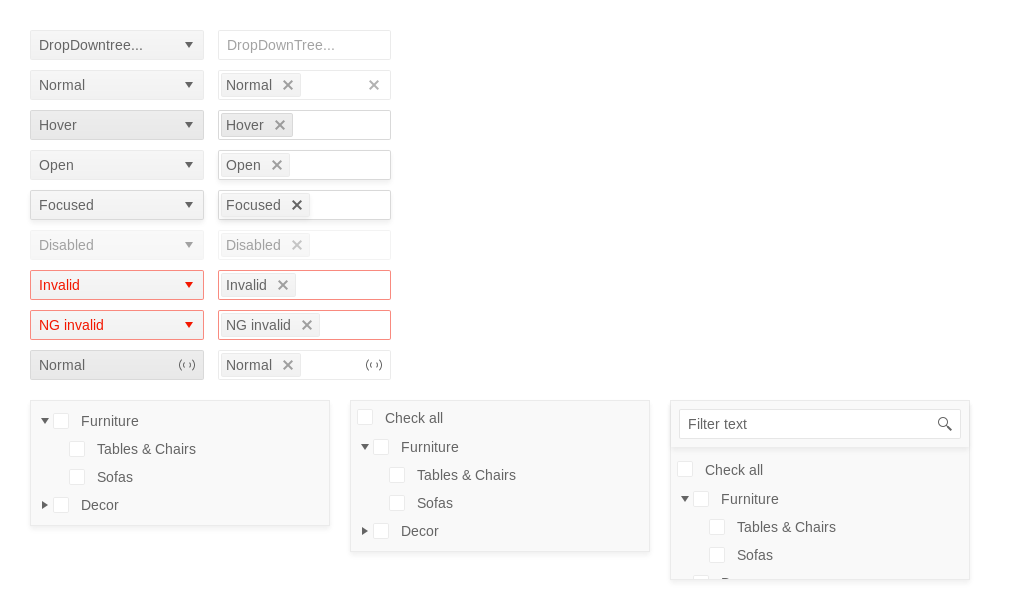 DropDowntree... DropDownTree...
Normal Normal
Hover Hover
Open Open
Focused Focused
Disabled Disabled
Invalid Invalid
NG invalid NG invalid
Normal Normal
Furniture
Tables & Chairs
Sofas
Decor
Check all
Furniture
Tables & Chairs
Sofas
Decor
Filter text
Check all
Furniture
Tables & Chairs
Sofas